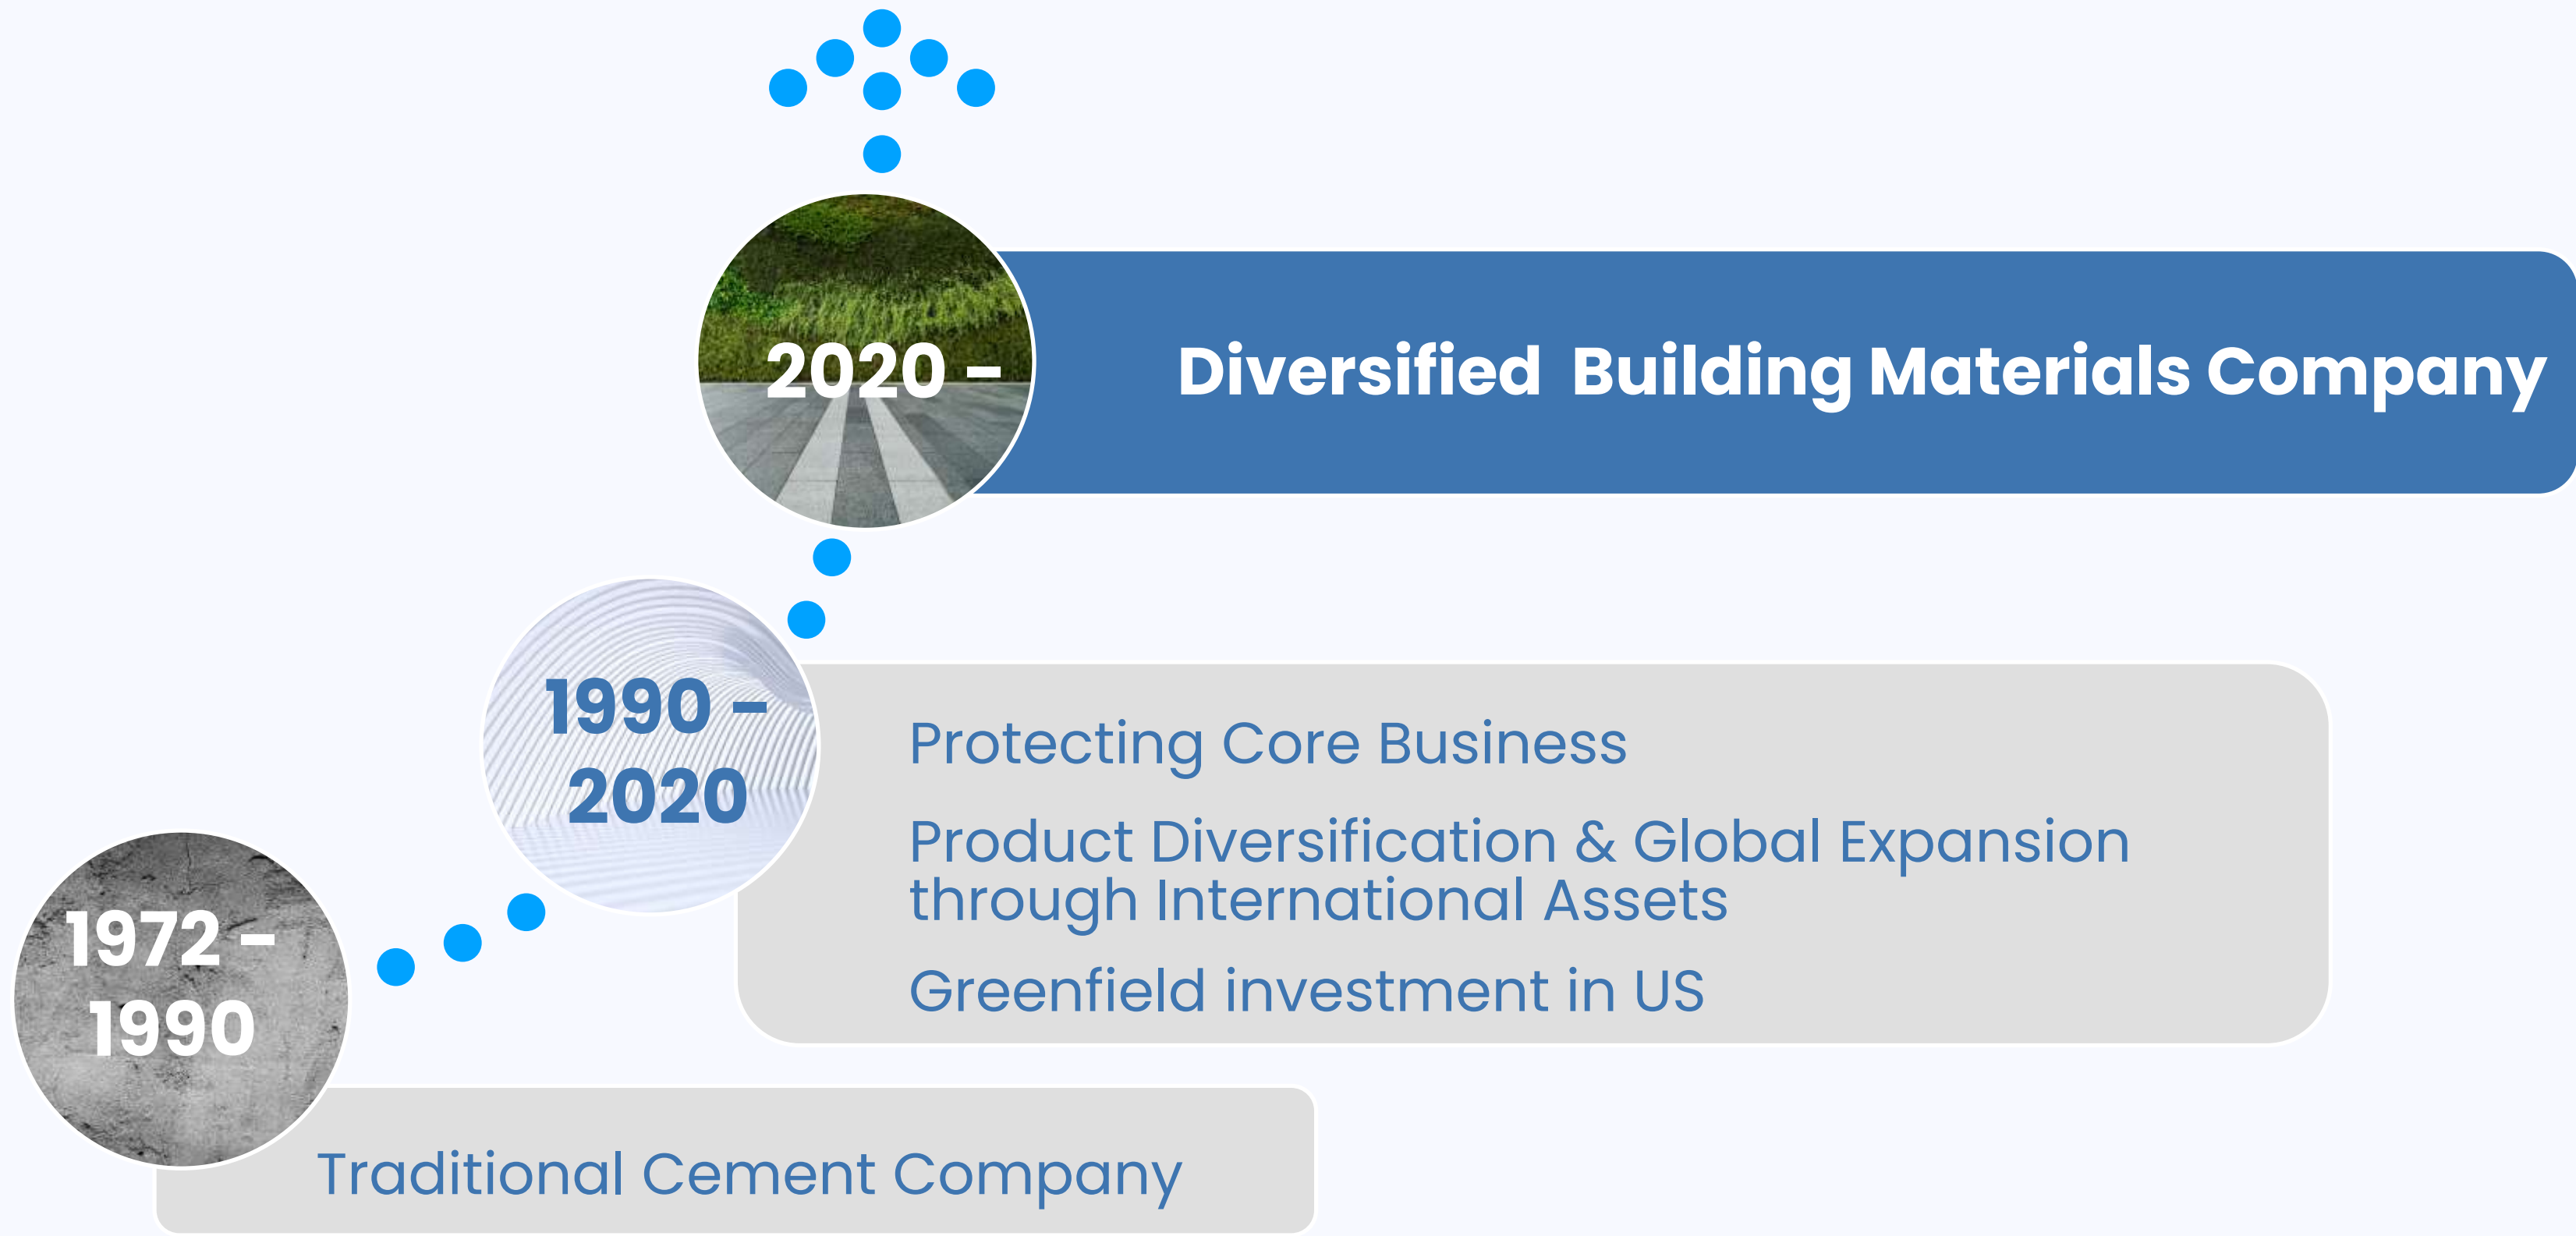 2020 –
Diversified Building Materials Company
1990 –
2020
Protecting Core Business
Product Diversification & Global Expansion
through International Assets
Greenfield investment in US
1972 –
1990
Traditional Cement Company